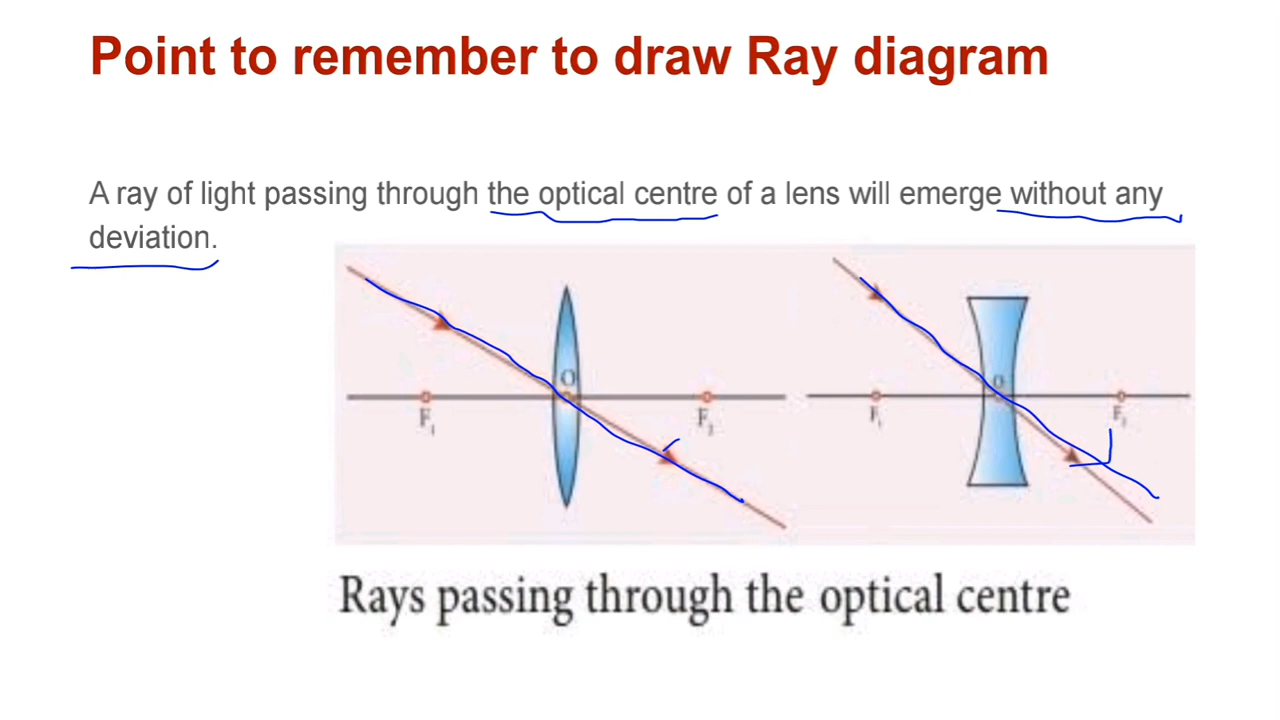 Point to remember to draw Ray diagram
A ray of light passing through the optical centre of a lens will emerge without any
deviation.
O
F1
F2
O
F1
F2
Rays passing through the optical centre